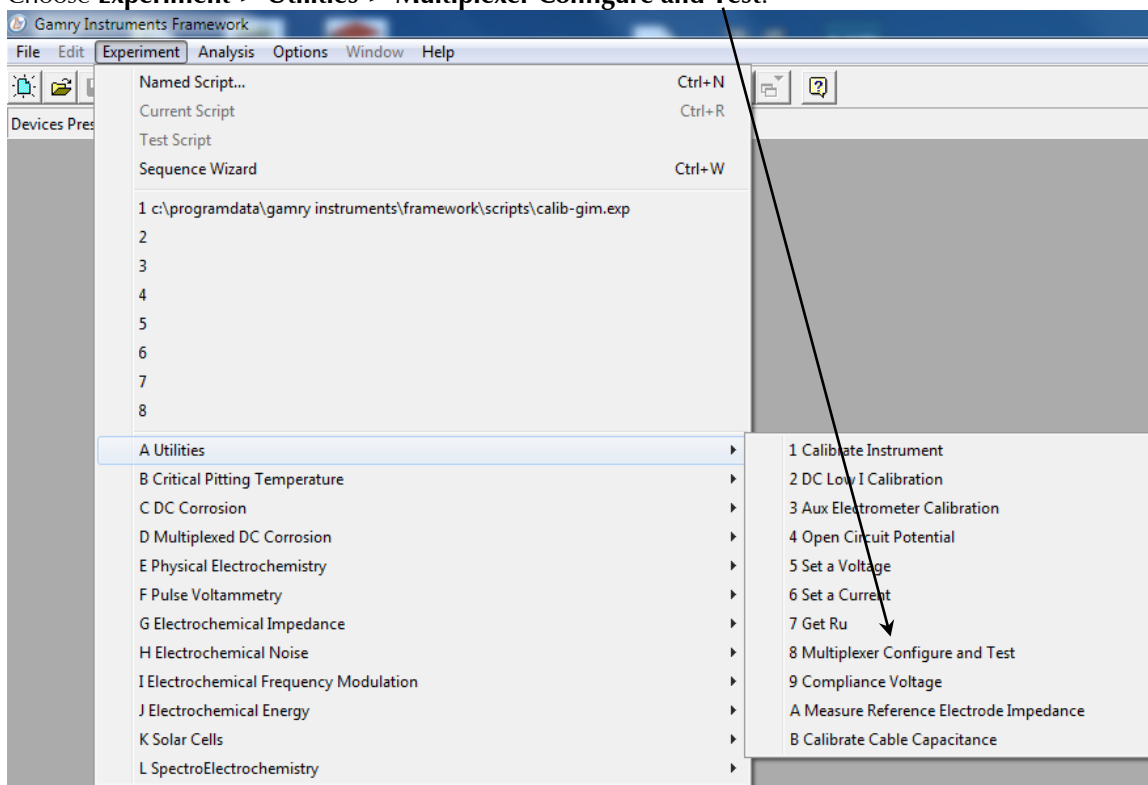 Choose Experiment > Utilities > Multiplexer Configure and Test.
Gamry Instruments Framework
File Edit Experiment Analysis Options Window Help
Named Script... Ctrl+N
Current Script Ctrl+R
Devices Pres
Test Script
Sequence Wizard Ctrl+W
1 c:\programdata\gamry instruments\framework\scripts\calib-gim.exp
2
3
4
5
6
7
8
A Utilities
B Critical Pitting Temperature
C DC Corrosion
D Multiplexed DC Corrosion
E Physical Electrochemistry
F Pulse Voltammetry
G Electrochemical Impedance
H Electrochemical Noise
I Electrochemical Frequency Modulation
J Electrochemical Energy
K Solar Cells
L SpectroElectrochemistry
1 Calibrate Instrument
2 DC Low I Calibration
3 Aux Electrometer Calibration
4 Open Circuit Potential
5 Set a Voltage
6 Set a Current
7 Get Ru
8 Multiplexer Configure and Test
9 Compliance Voltage
A Measure Reference Electrode Impedance
B Calibrate Cable Capacitance